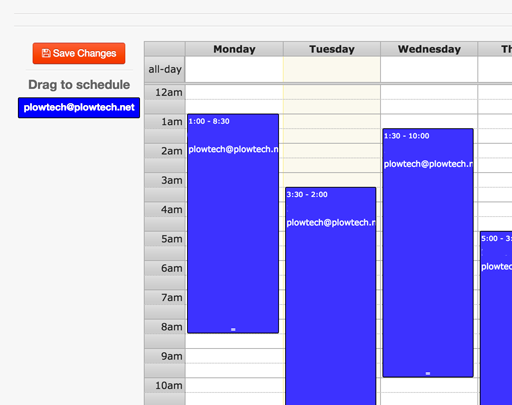 Save Changes
Drag to schedule
plowtech@plowtech.net
Monday Tuesday Wednesday Th
all-day
12am
1am
1:00 - 8:30
plowtech@plowtech.n
1:30 - 10:00
plowtech@plowtech.n
2am
3am
3:30 - 2:00
plowtech@plowtech.ne
4am
5am
5:00 - 3:
plowtec
6am
7am
8am
9am
10am